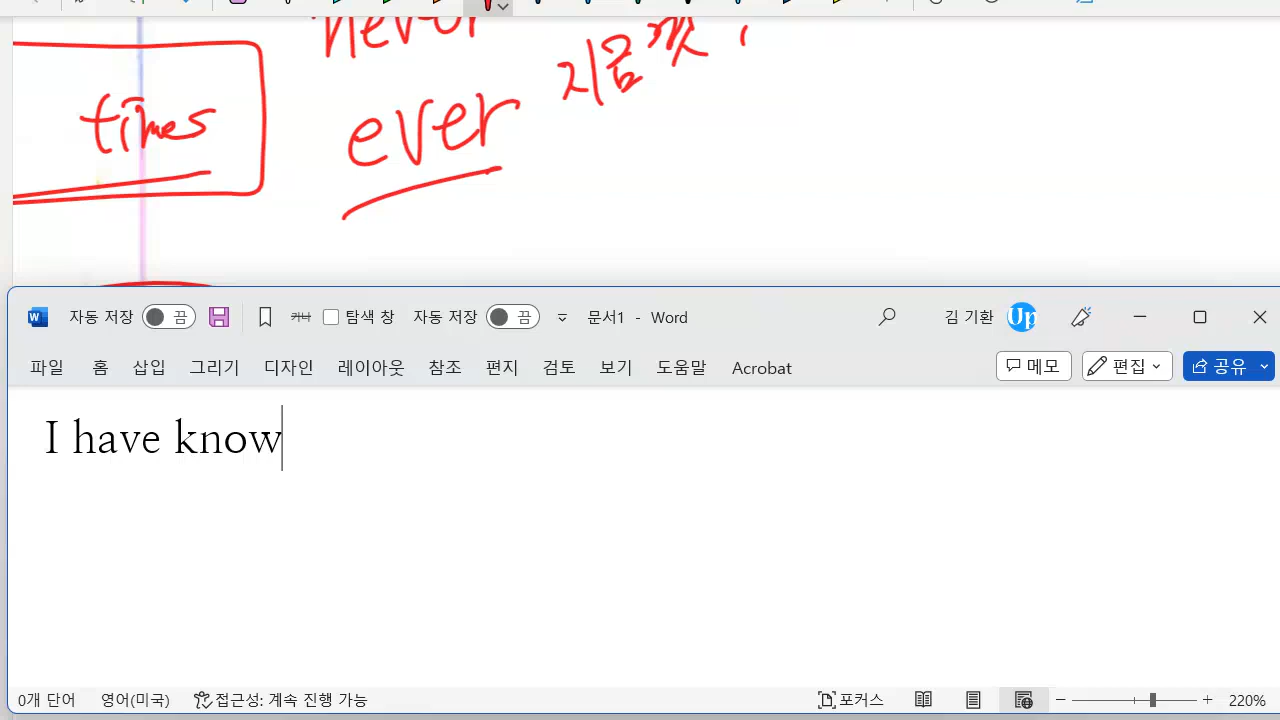 never
지금껏
times
ever
자동 저장 끔 커낙 탐색 창 자동 저장 끔 문서1 - Word 김 기환 Up
파일 홈 삽입 그리기 디자인 레이아웃 참조 편지 검토 보기 도움말 Acrobat 메모 편집 공유
I have know
0개 단어 영어(미국) 접근성: 계속 진행 가능 포커스 220%